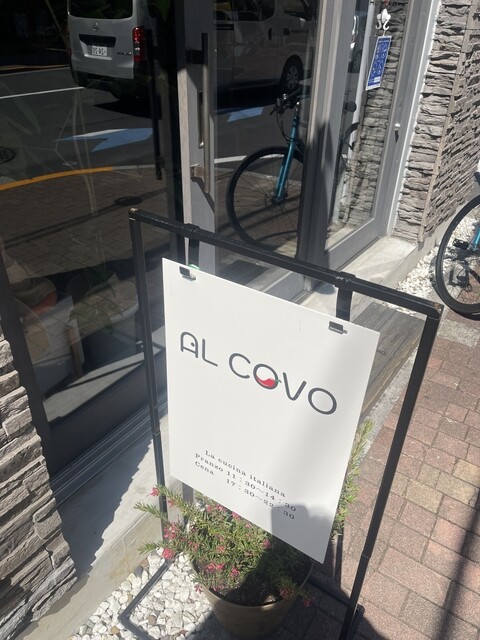 AL COVO
La cucina italiana
Pranzo 11：30～14：30
Cena 17：30～22：30